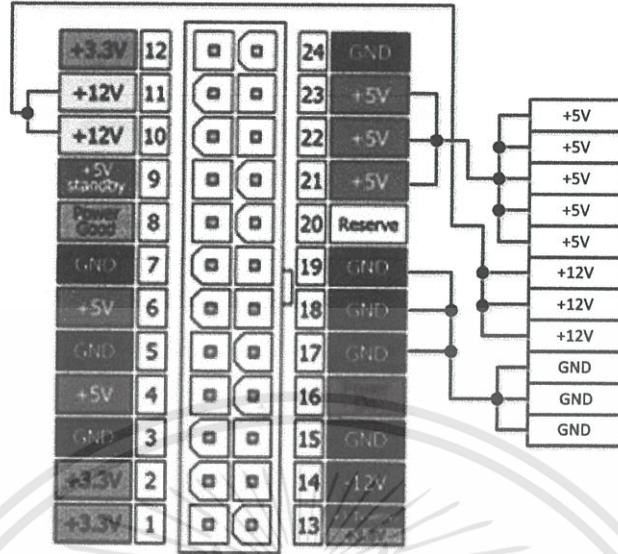 +3.3V 12 24 GND
+12V 11 23 +5V
+12V 10 22 +5V
+5V standby 9 21 +5V
Power Good 8 20 Reserve
GND 7 19 GND
+5V 6 18 GND
GND 5 17 GND
+5V 4 16
GND 3 15 GND
+3.3V 2 14 -12V
+3.3V 1 13
+5V
+5V
+5V
+5V
+5V
+12V
+12V
+12V
GND
GND
GND